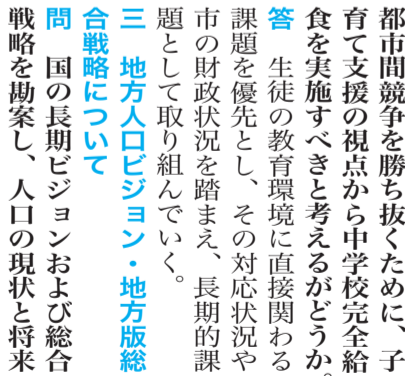 都市間競争を勝ち抜くために、子
育て支援の視点から中学校完全給
食を実施すべきと考えるがどうか。
答　生徒の教育環境に直接関わる
課題を優先とし、その対応状況や
市の財政状況を踏まえ、長期的課
題として取り組んでいく。
三　地方人口ビジョン・地方版総
合戦略について
問　国の長期ビジョンおよび総合
戦略を勘案し、人口の現状と将来